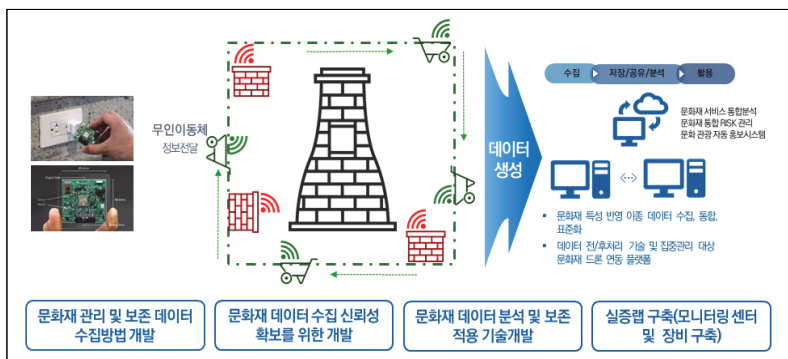 수집
저장/공유/분석
활용
문화재 서비스 통합분석
문화재 통합 RISK 관리
문화 관광 자동 홍보시스템
무인이동체
정보전달
데이터
생성
문화재 특성 반영 이종 데이터 수집, 통합,
표준화
데이터 전/후처리 기술 및 집중관리 대상
문화재 드론 연동 플랫폼
문화재 관리 및 보존 데이터
수집방법 개발
문화재 데이터 수집 신뢰성
확보를 위한 개발
문화재 데이터 분석 및 보존
적용 기술개발
실증랩 구축(모니터링 센터
및 장비 구축)